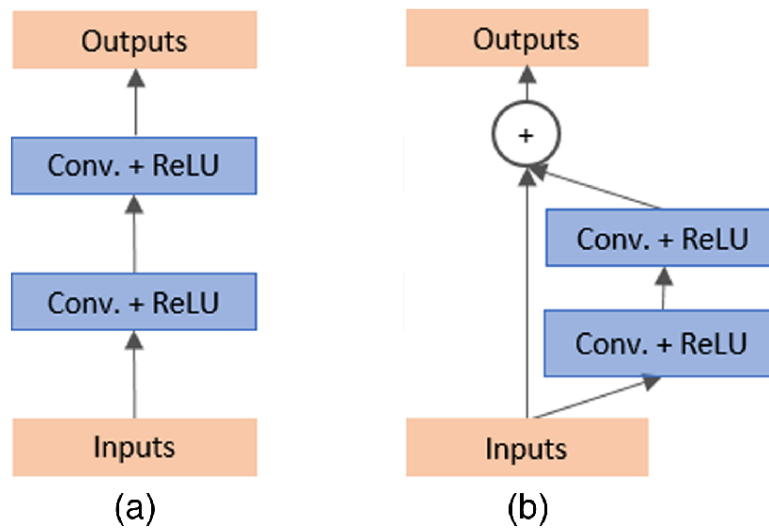 Outputs
Conv. + ReLU
Conv. + ReLU
Inputs
(a)
Outputs
+
Conv. + ReLU
Conv. + ReLU
Inputs
(b)